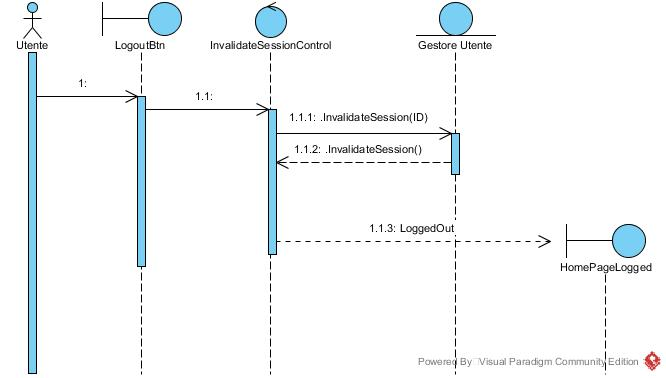 Utente
LogoutBtn
InvalidateSessionControl
Gestore Utente
1:
1.1:
1.1.1: .InvalidateSession(ID)
1.1.2: .InvalidateSession()
1.1.3: LoggedOut
HomePageLogged
Powered By Visual Paradigm Community Edition